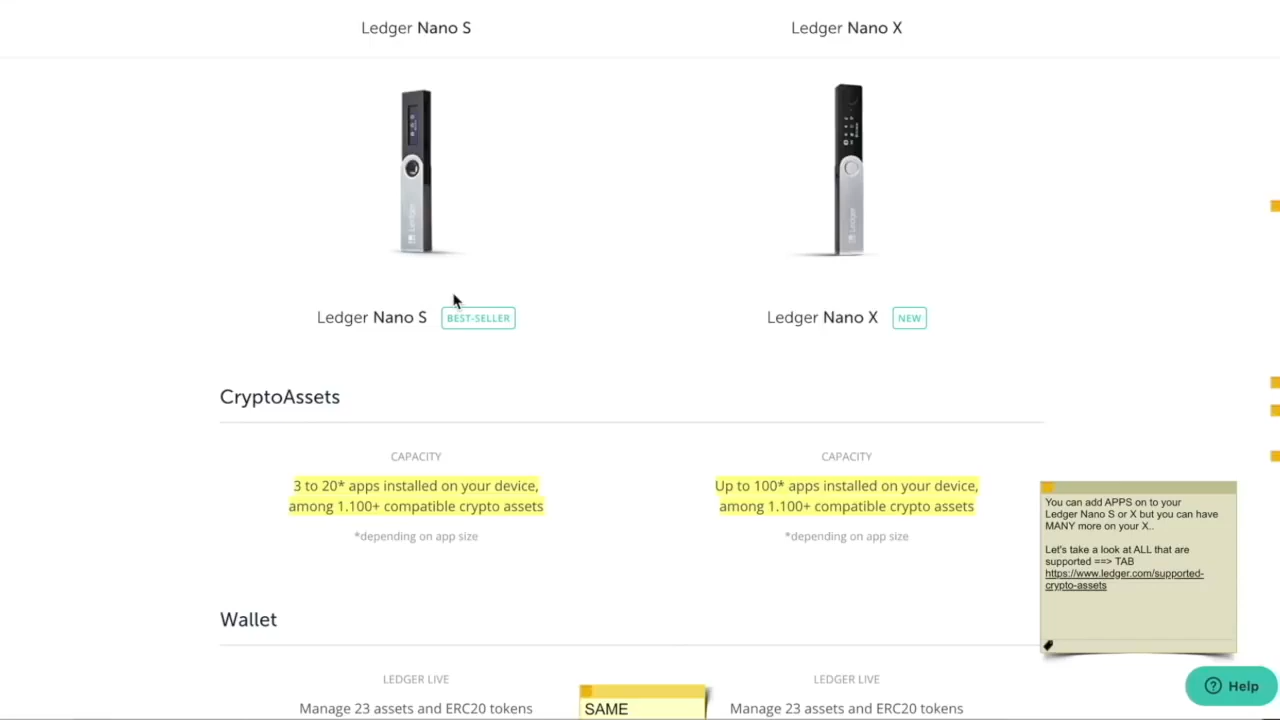 Ledger Nano S
Ledger Nano X
Ledger
Ledger
Ledger Nano S BEST-SELLER
Ledger Nano X NEW
CryptoAssets
CAPACITY
3 to 20* apps installed on your device,
among 1.100+ compatible crypto assets
*depending on app size
CAPACITY
Up to 100* apps installed on your device,
among 1.100+ compatible crypto assets
*depending on app size
You can add APPS on to your
Ledger Nano S or X but you can have
MANY more on your X..
Let's take a look at ALL that are
supported ==> TAB
https://www.ledger.com/supported-
crypto-assets
Wallet
LEDGER LIVE
Manage 23 assets and ERC20 tokens
SAME
LEDGER LIVE
Manage 23 assets and ERC20 tokens
Help